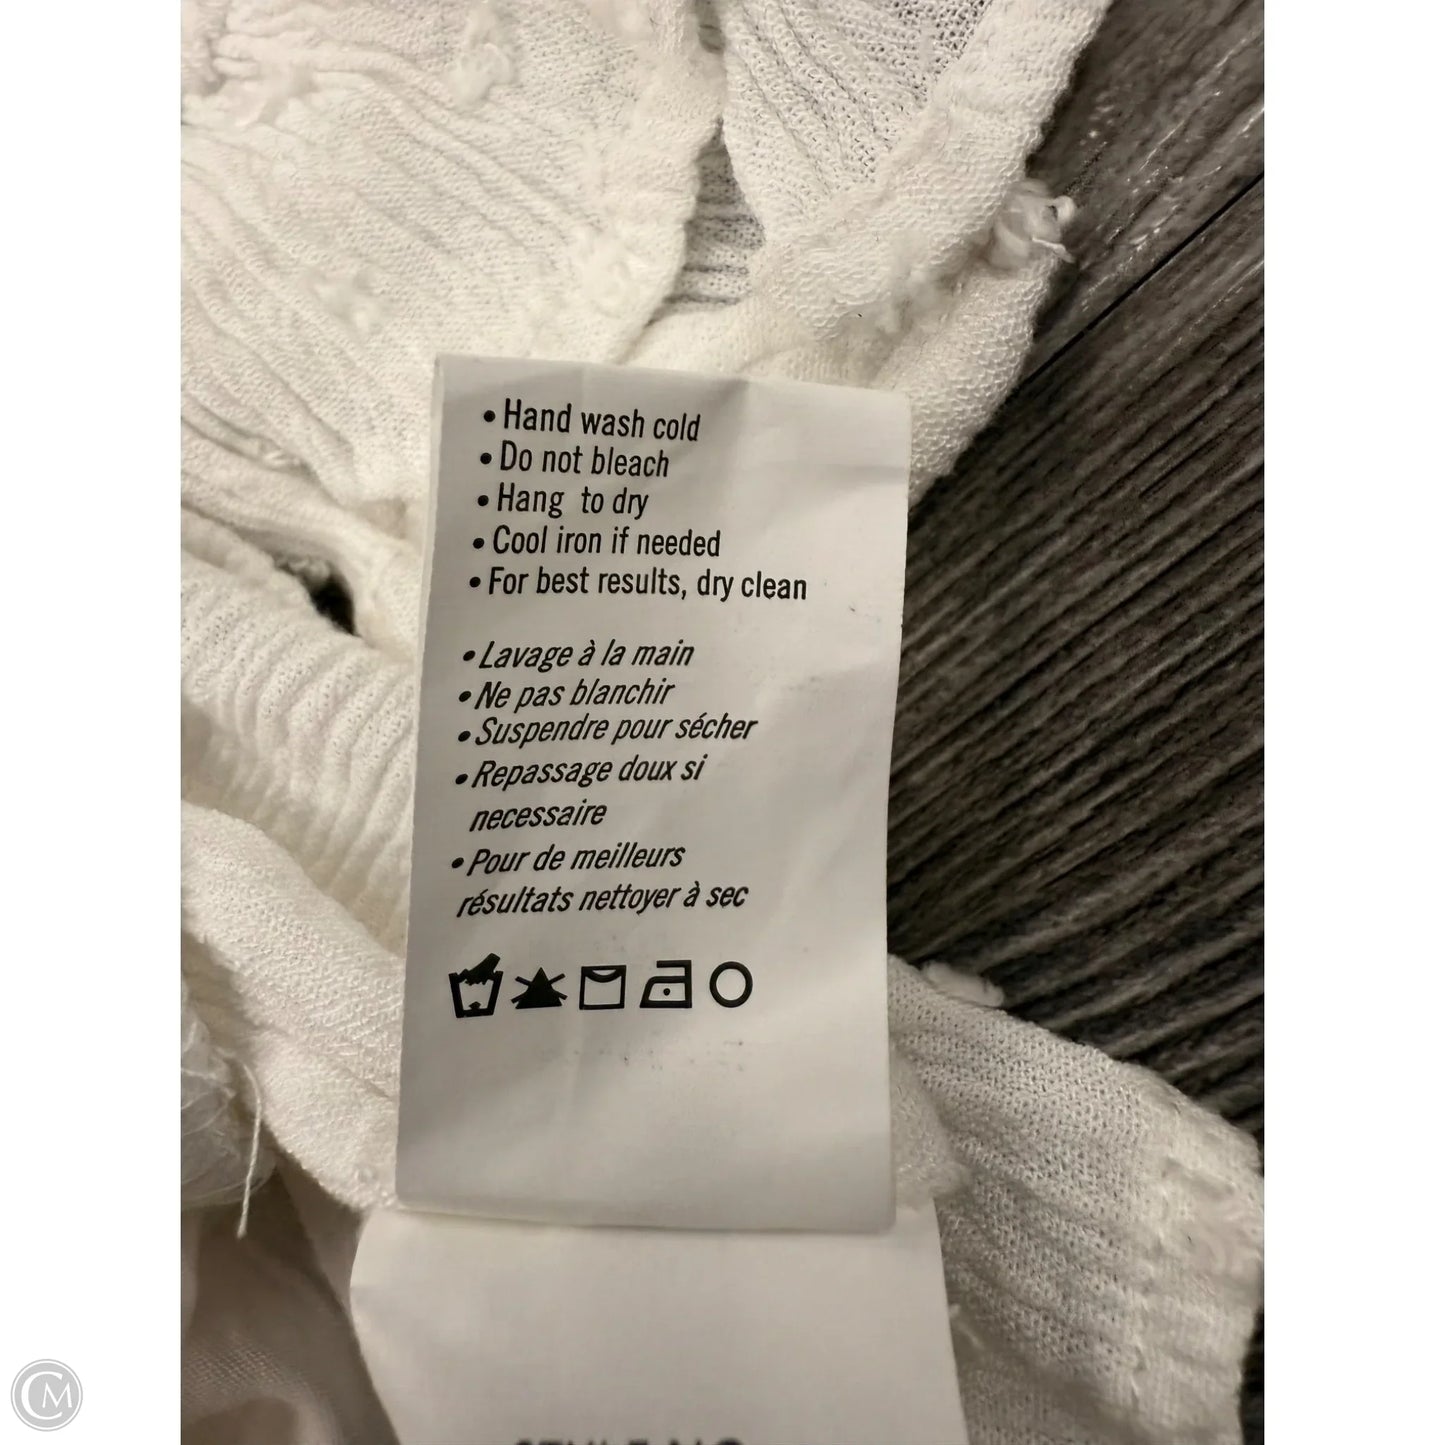 • Hand wash cold
• Do not bleach
• Hang to dry
• Cool iron if needed
• For best results, dry clean
• Lavage à la main
• Ne pas blanchir
• Suspendre pour sécher
• Repassage doux si
necessaire
• Pour de meilleurs
résultats nettoyer à sec
CM